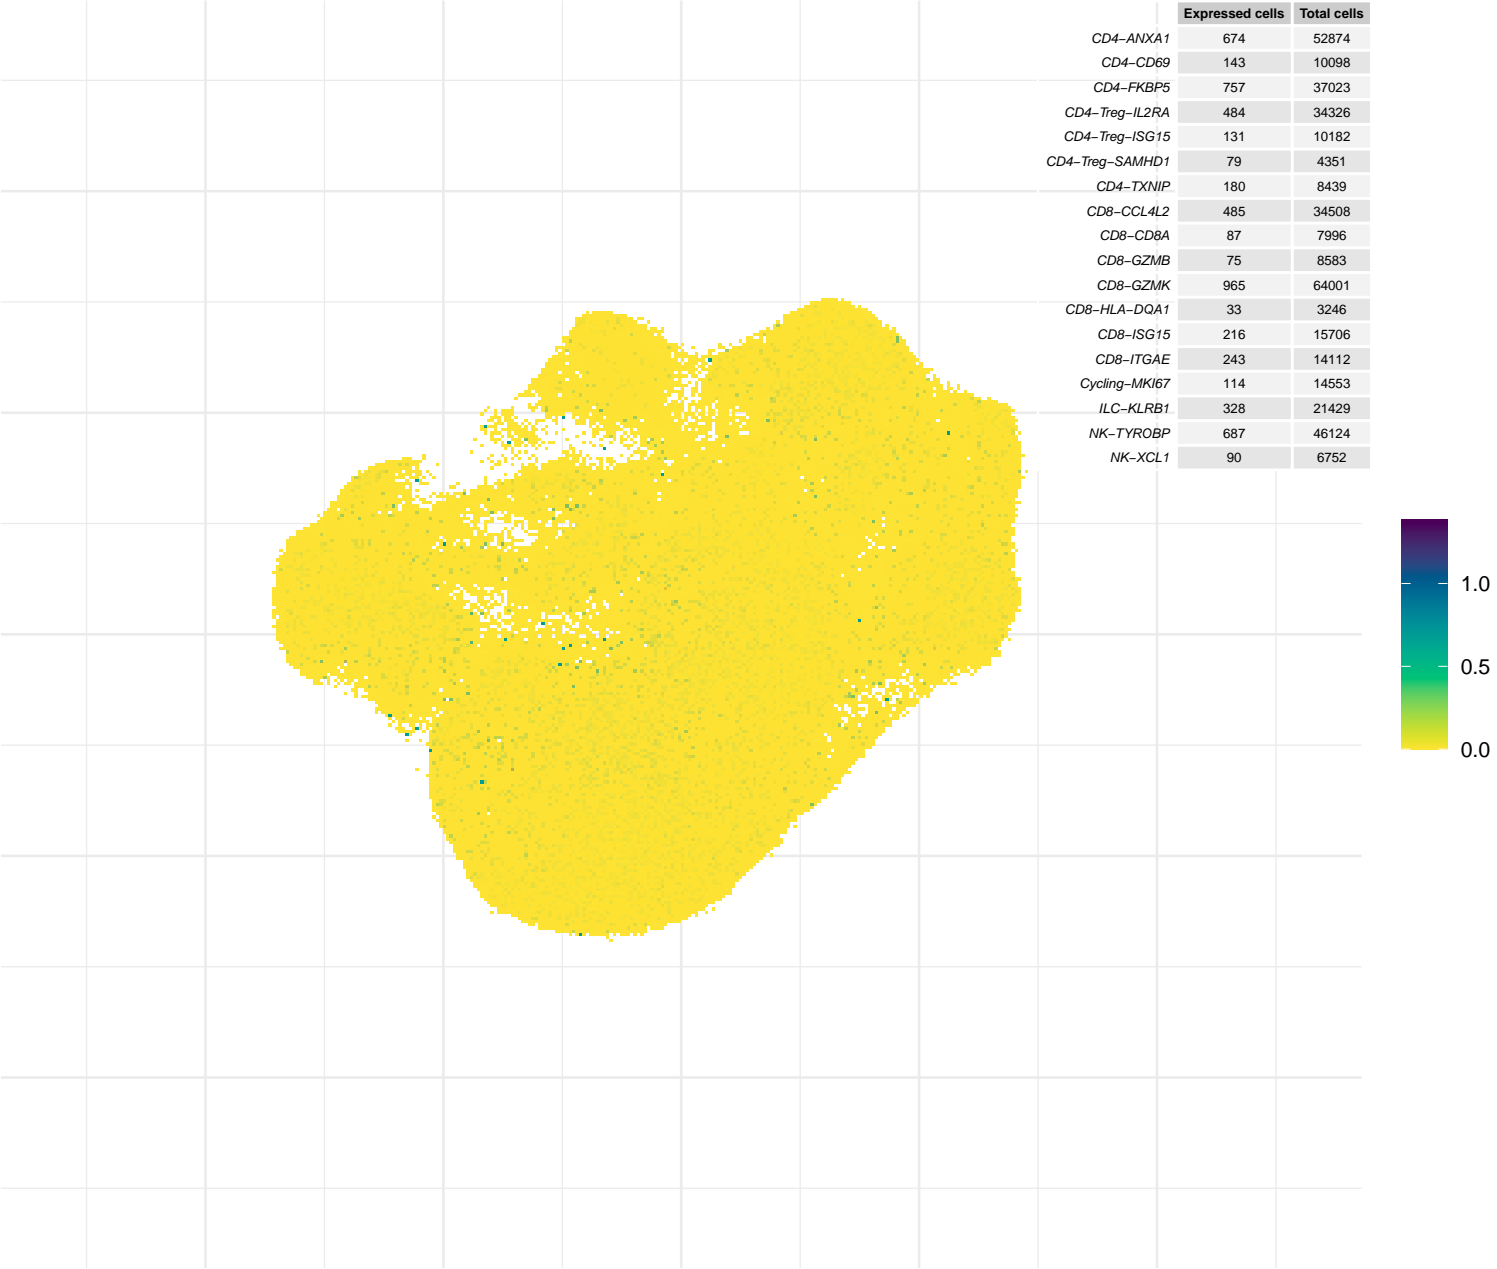 Expressed cells Total cells
CD4−ANXA1 674 52874
CD4−CD69 143 10098
CD4−FKBP5 757 37023
CD4−Treg−IL2RA 484 34326
CD4−Treg−ISG15 131 10182
CD4−Treg−SAMHD1 79 4351
CD4−TXNIP 180 8439
CD8−CCL4L2 485 34508
CD8−CD8A 87 7996
CD8−GZMB 75 8583
CD8−GZMK 965 64001
CD8−HLA−DQA1 33 3246
CD8−ISG15 216 15706
CD8−ITGAE 243 14112
Cycling−MKI67 114 14553
ILC−KLRB1 328 21429
NK−TYROBP 687 46124
NK−XCL1 90 6752
1.0
0.5
0.0